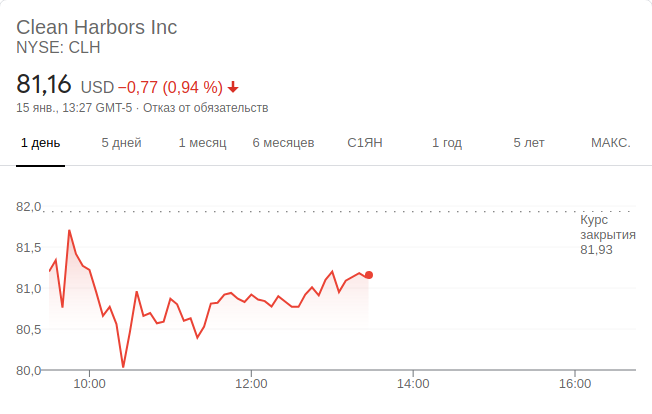 Clean Harbors Inc
NYSE: CLH
81,16 USD −0,77 (0,94 %)
15 янв., 13:27 GMT-5 · Отказ от обязательств
1 день 5 дней 1 месяц 6 месяцев С1ЯН 1 год 5 лет МАКС.
82,0
Курс
закрытия
81,93
81,5
81,0
80,5
80,0
10:00 12:00 14:00 16:00